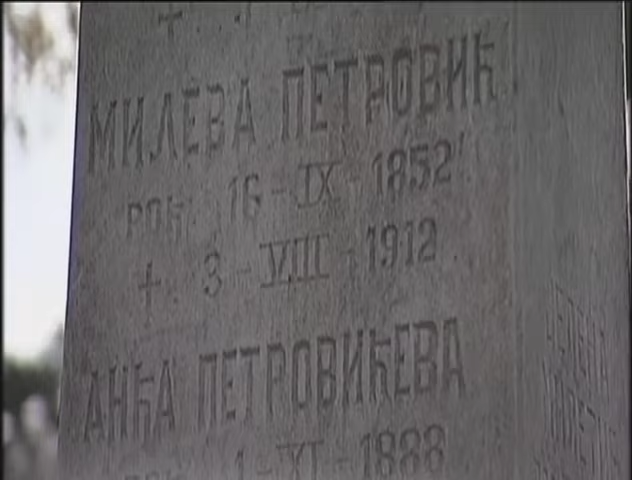 МИЛЕВА ПЕТРОВИЋ
РОЂ. 16 - IX - 1852.
† 3 - VIII - 1912.
АНЂА ПЕТРОВИЋЕВА
1 - XI - 1888